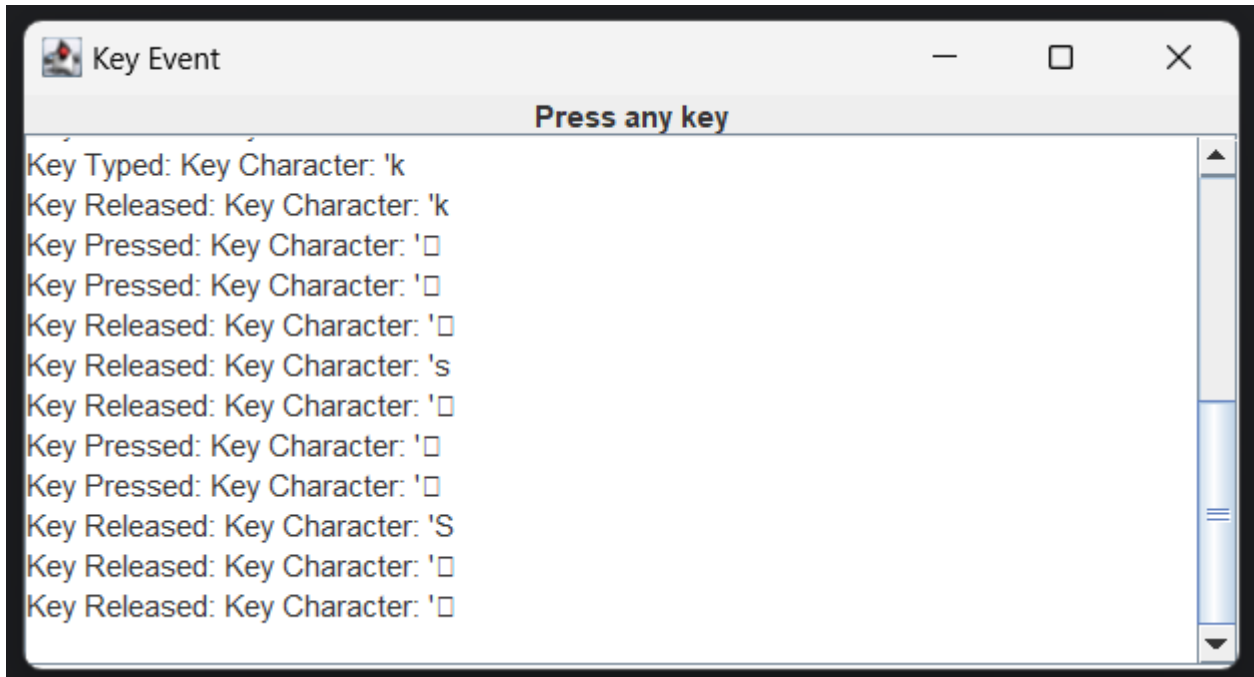 Key Event
Press any key
Key Typed: Key Character: 'k
Key Released: Key Character: 'k
Key Pressed: Key Character: '□
Key Pressed: Key Character: '□
Key Released: Key Character: '□
Key Released: Key Character: 's
Key Released: Key Character: '□
Key Pressed: Key Character: '□
Key Pressed: Key Character: '□
Key Released: Key Character: 'S
Key Released: Key Character: '□
Key Released: Key Character: '□